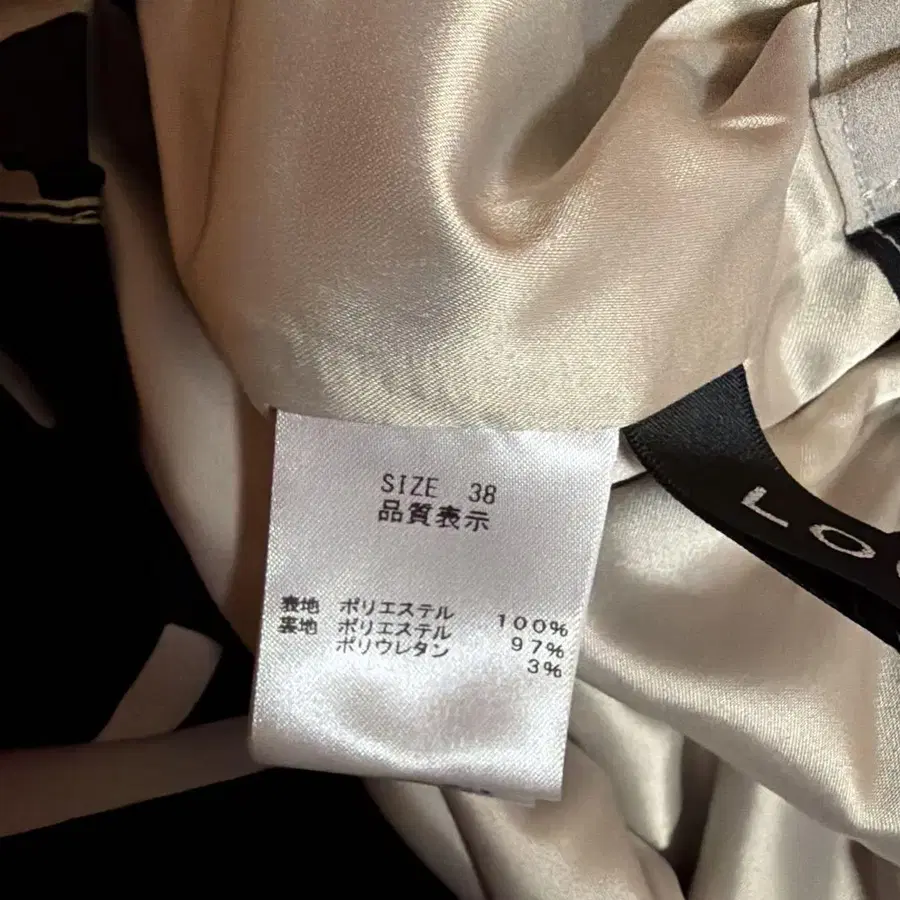 SIZE 38
品質表示
表地 ポリエステル 100%
裏地 ポリエステル 97%
ポリウレタン 3%
LO